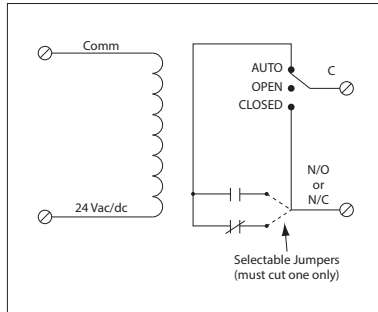 Comm
24 Vac/dc
AUTO
OPEN
CLOSED
C
N/O
or
N/C
Selectable Jumpers
(must cut one only)